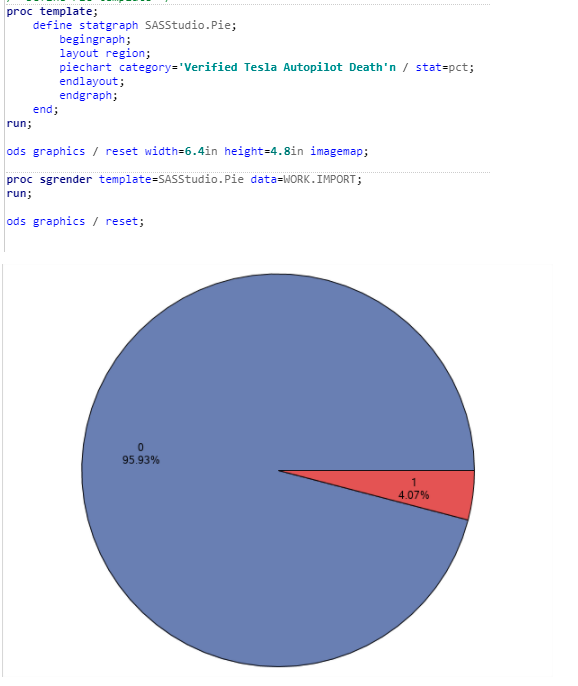 proc template;
define statgraph SASStudio.Pie;
begingraph;
layout region;
piechart category='Verified Tesla Autopilot Death'n / stat=pct;
endlayout;
endgraph;
end;
run;
ods graphics / reset width=6.4in height=4.8in imagemap;
proc sgrender template=SASStudio.Pie data=WORK.IMPORT;
run;
ods graphics / reset;
0
95.93%
1
4.07%